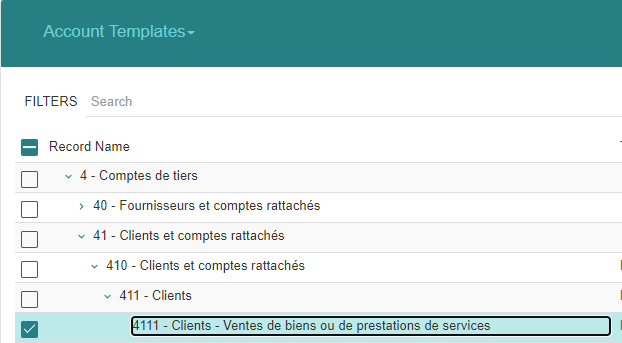 Account Templates
FILTERS Search
Record Name
4 - Comptes de tiers
40 - Fournisseurs et comptes rattachés
41 - Clients et comptes rattachés
410 - Clients et comptes rattachés
411 - Clients
4111 - Clients - Ventes de biens ou de prestations de services